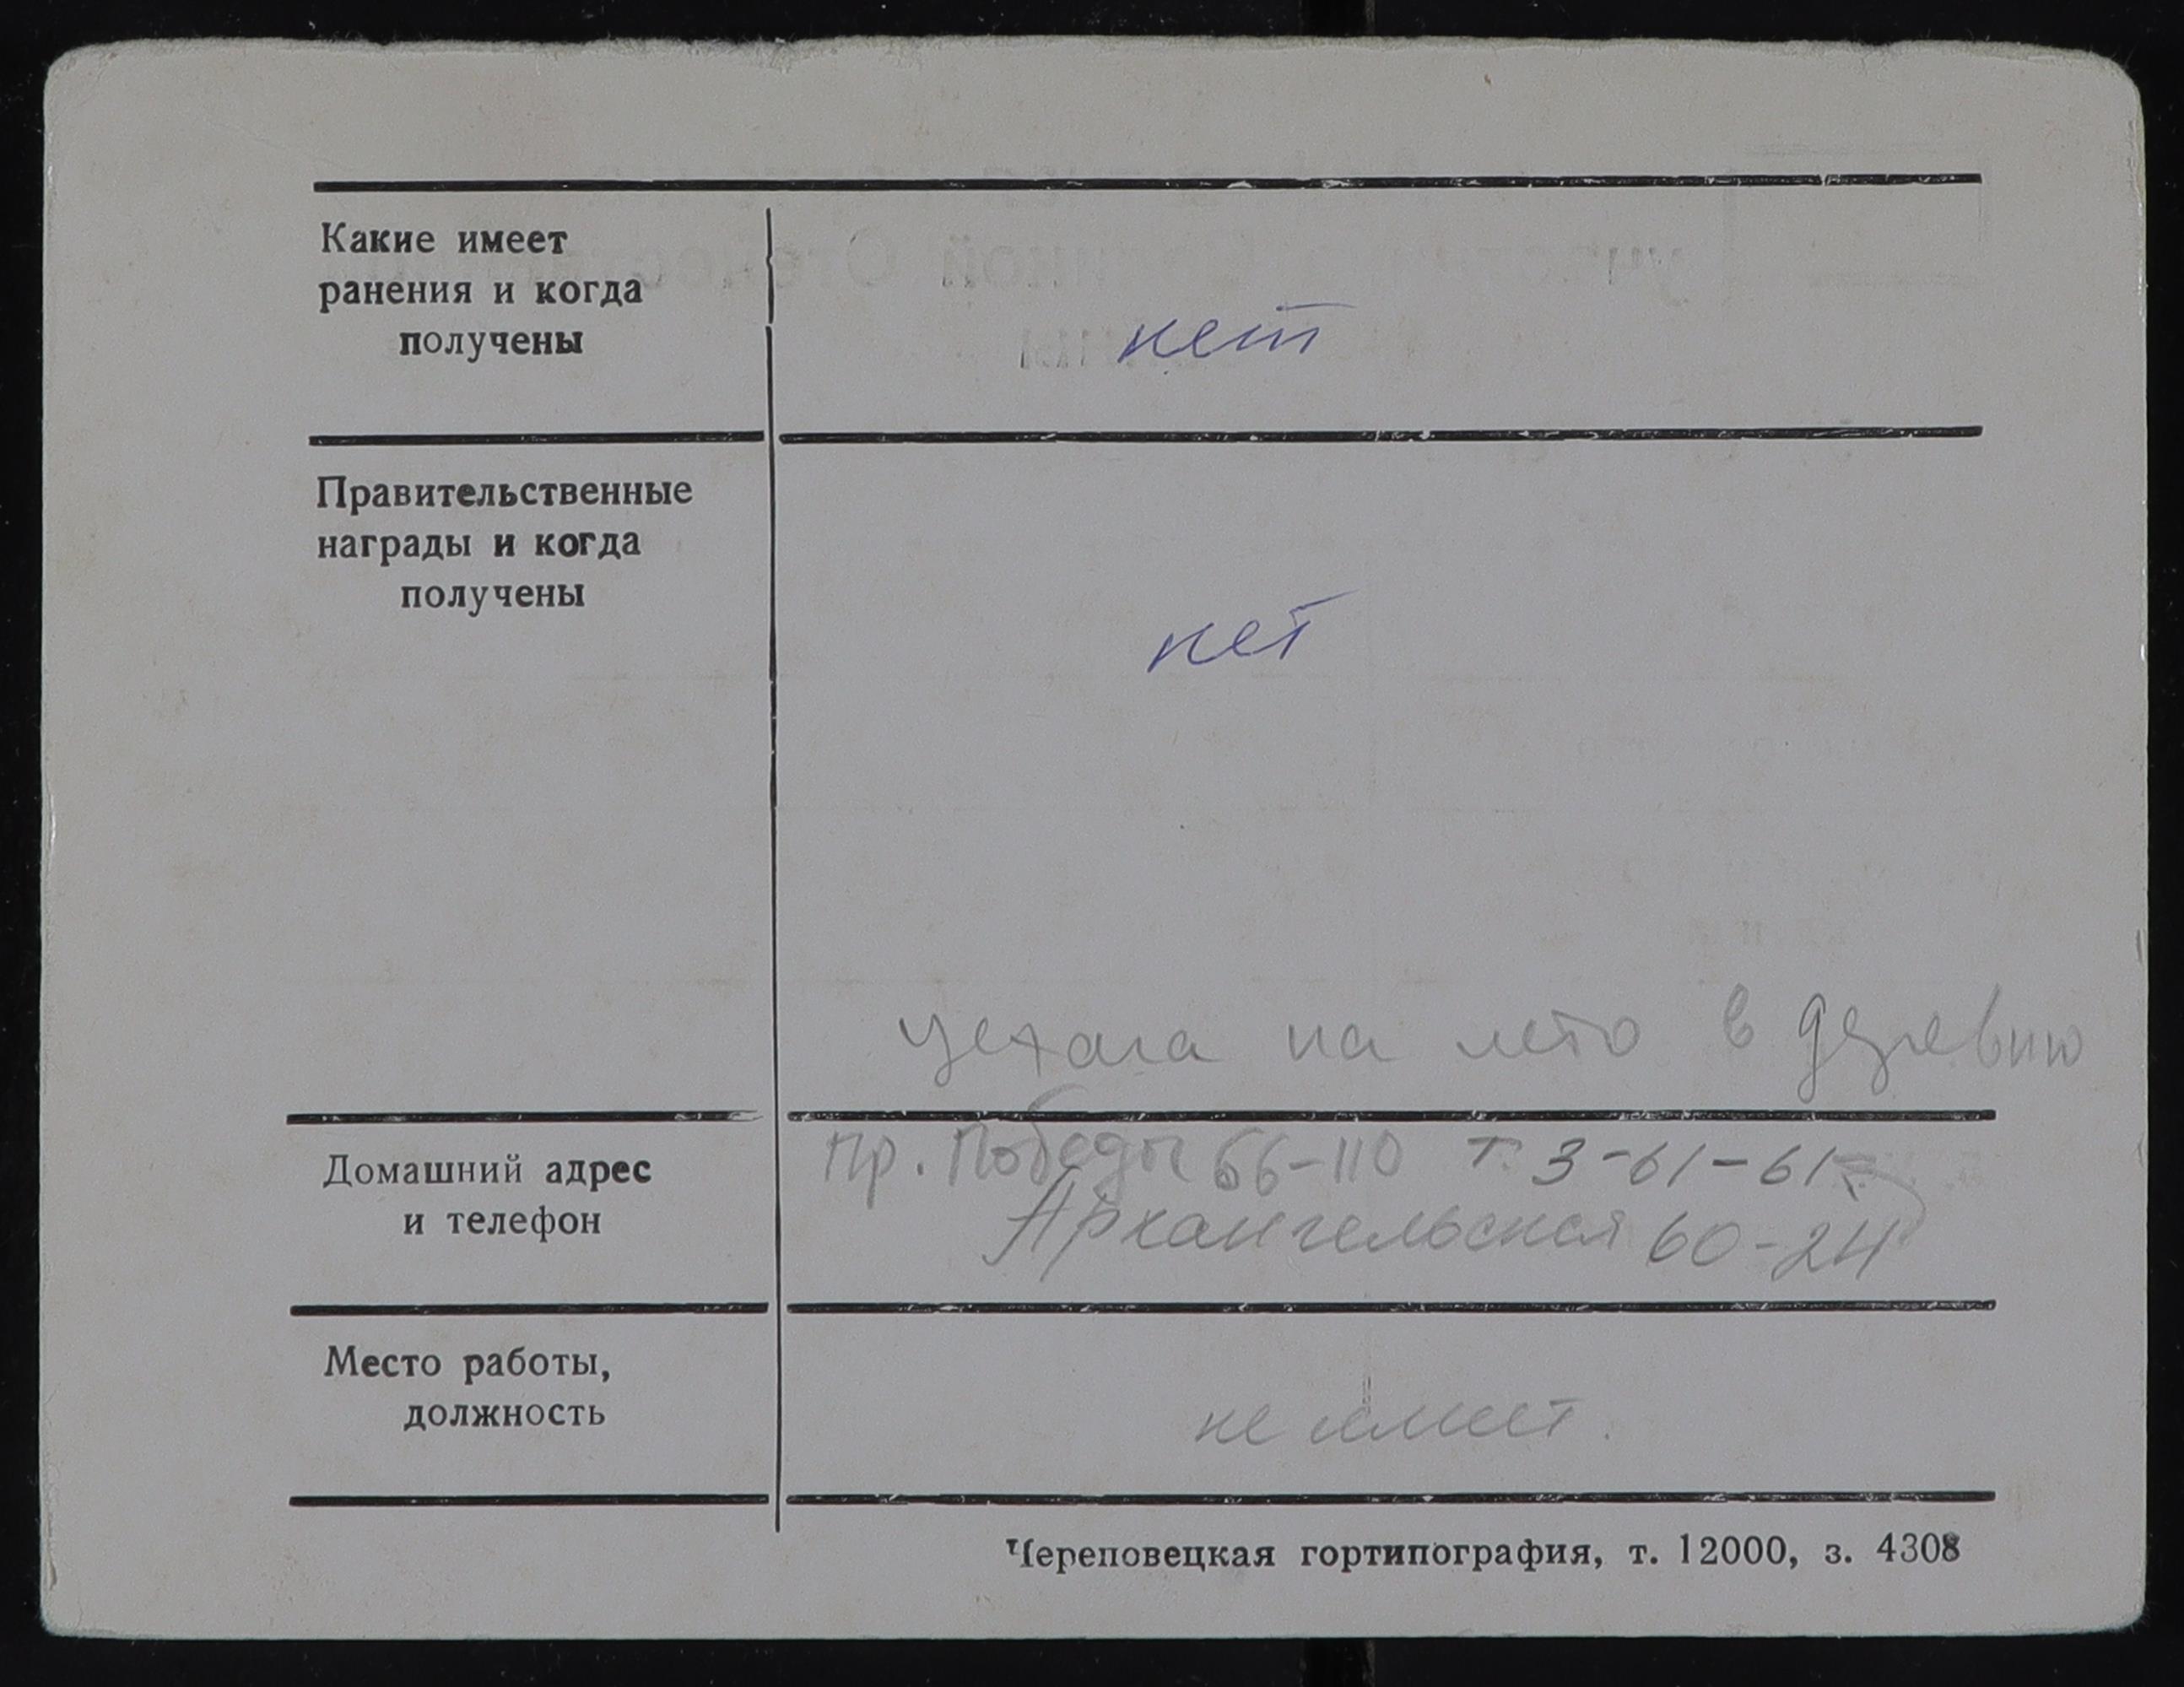 Какие имеет
ранения и когда
получены
нет
Правительственные
награды и когда
получены
нет
уехала на лето в деревню
Домашний адрес
и телефон
пр. Победы 66-110 т. 3-61-61
Архангельская 60-24
Место работы,
должность
не имеет.
Череповецкая гортипография, т. 12000, з. 4308